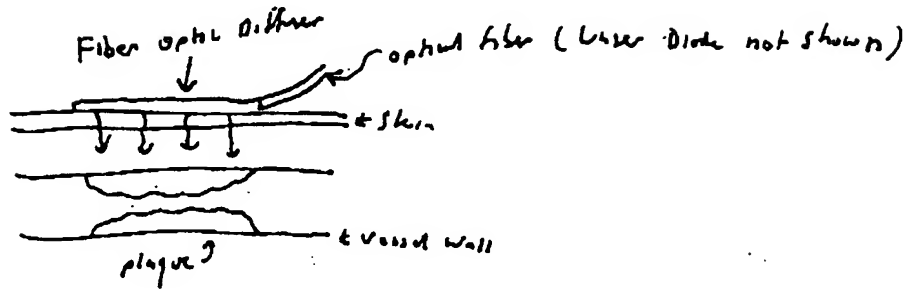 Fiber optic Diffuser
optical fiber (Laser Diode not shown)
skin
vessel wall
plaque